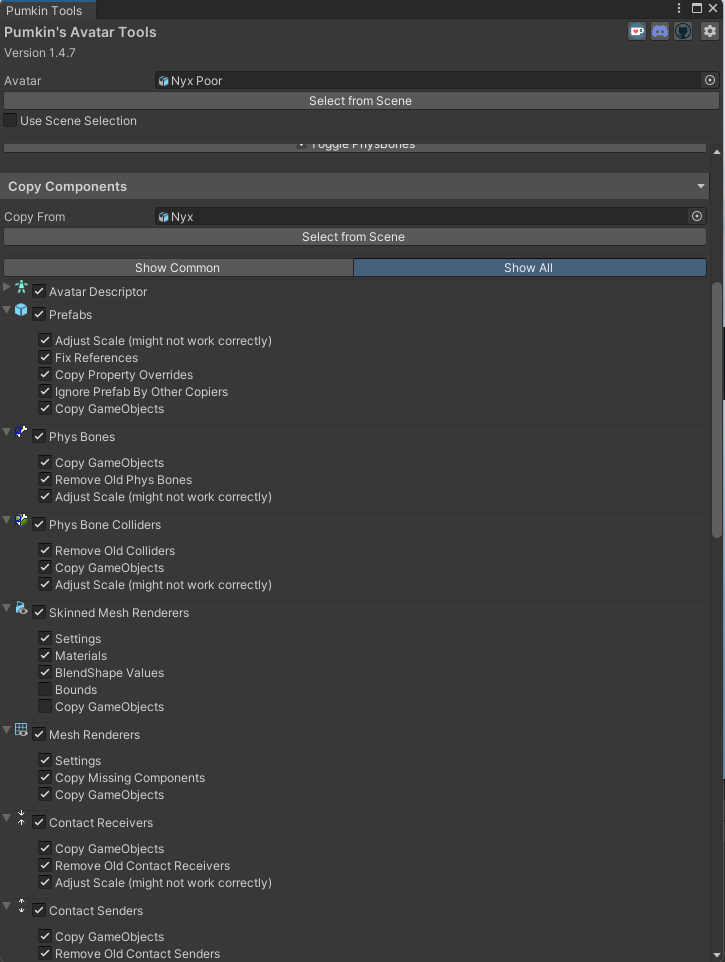 Pumkin Tools
Pumkin's Avatar Tools
Version 1.4.7
Avatar
Nyx Poor
Select from Scene
Use Scene Selection
Toggle PhysBones
Copy Components
Copy From
Nyx
Select from Scene
Show Common
Show All
Avatar Descriptor
Prefabs
Adjust Scale (might not work correctly)
Fix References
Copy Property Overrides
Ignore Prefab By Other Copiers
Copy GameObjects
Phys Bones
Copy GameObjects
Remove Old Phys Bones
Adjust Scale (might not work correctly)
Phys Bone Colliders
Remove Old Colliders
Copy GameObjects
Adjust Scale (might not work correctly)
Skinned Mesh Renderers
Settings
Materials
BlendShape Values
Bounds
Copy GameObjects
Mesh Renderers
Settings
Copy Missing Components
Copy GameObjects
Contact Receivers
Copy GameObjects
Remove Old Contact Receivers
Adjust Scale (might not work correctly)
Contact Senders
Copy GameObjects
Remove Old Contact Senders